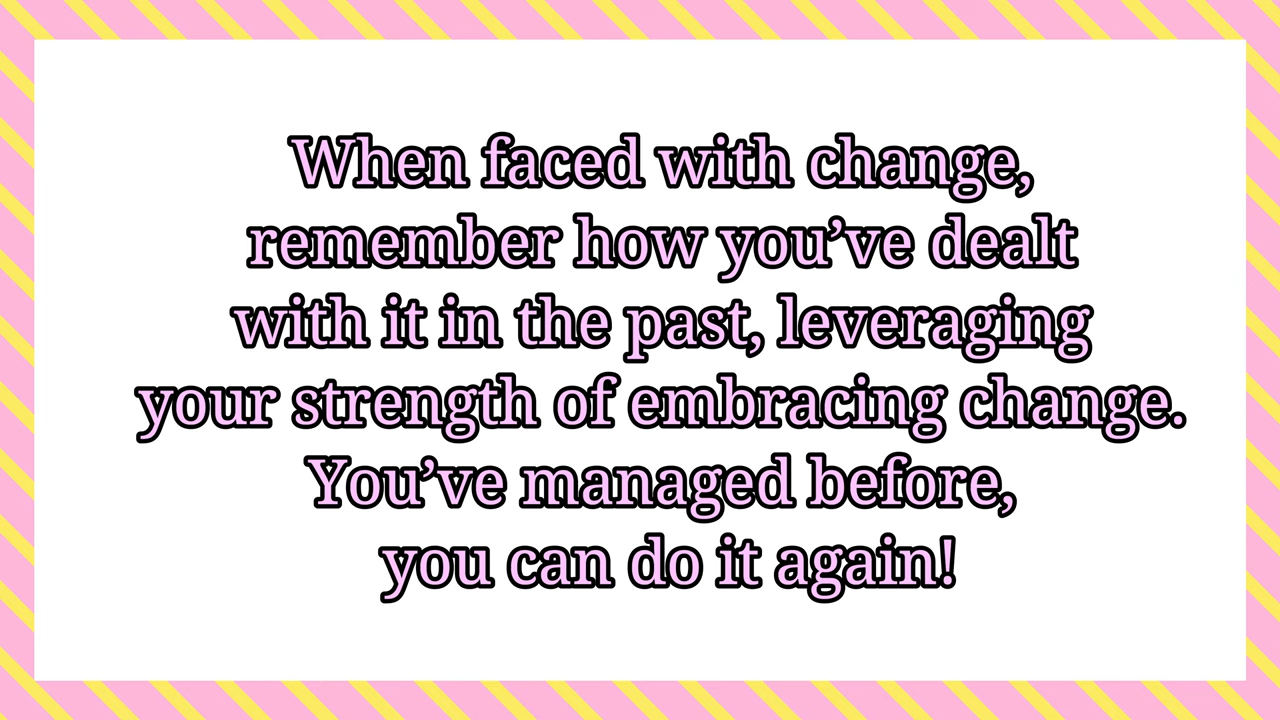 When faced with change,
remember how you’ve dealt
with it in the past, leveraging
your strength of embracing change.
You’ve managed before,
you can do it again!